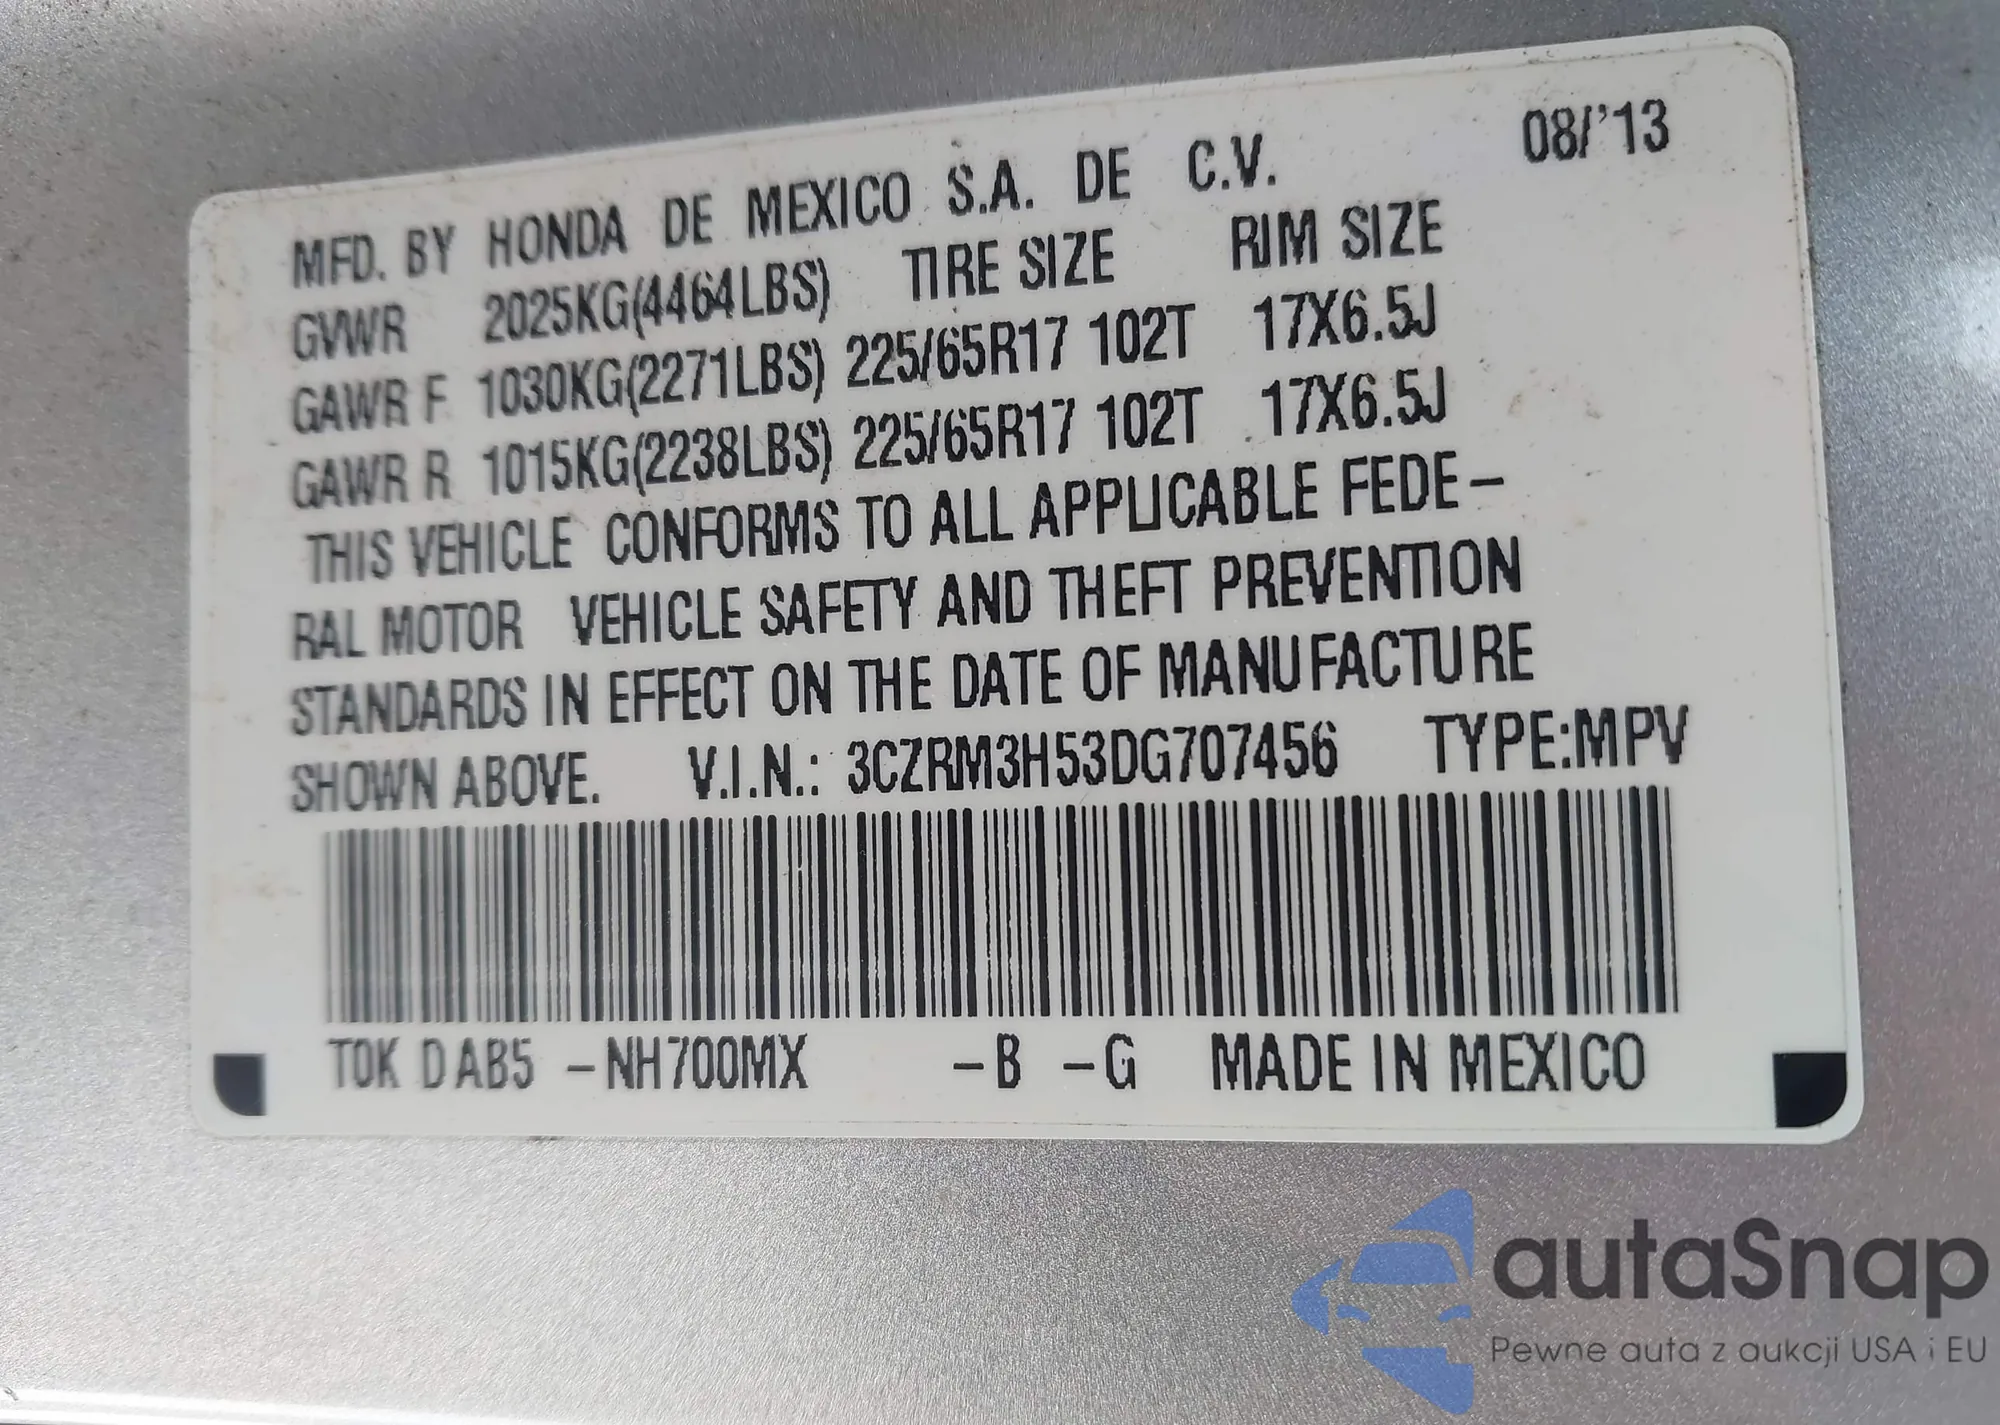 08/'13
MFD. BY HONDA DE MEXICO S.A. DE C.V.
GVWR 2025KG(4464LBS) TIRE SIZE RIM SIZE
GAWR F 1030KG(2271LBS) 225/65R17 102T 17X6.5J
GAWR R 1015KG(2238LBS) 225/65R17 102T 17X6.5J
THIS VEHICLE CONFORMS TO ALL APPLICABLE FEDE-
RAL MOTOR VEHICLE SAFETY AND THEFT PREVENTION
STANDARDS IN EFFECT ON THE DATE OF MANUFACTURE
SHOWN ABOVE. V.I.N.: 3CZRM3H53DG707456 TYPE:MPV
T0K D AB5 -NH700MX -B -G MADE IN MEXICO
autaSnap
Pewne auta z aukcji USA i EU